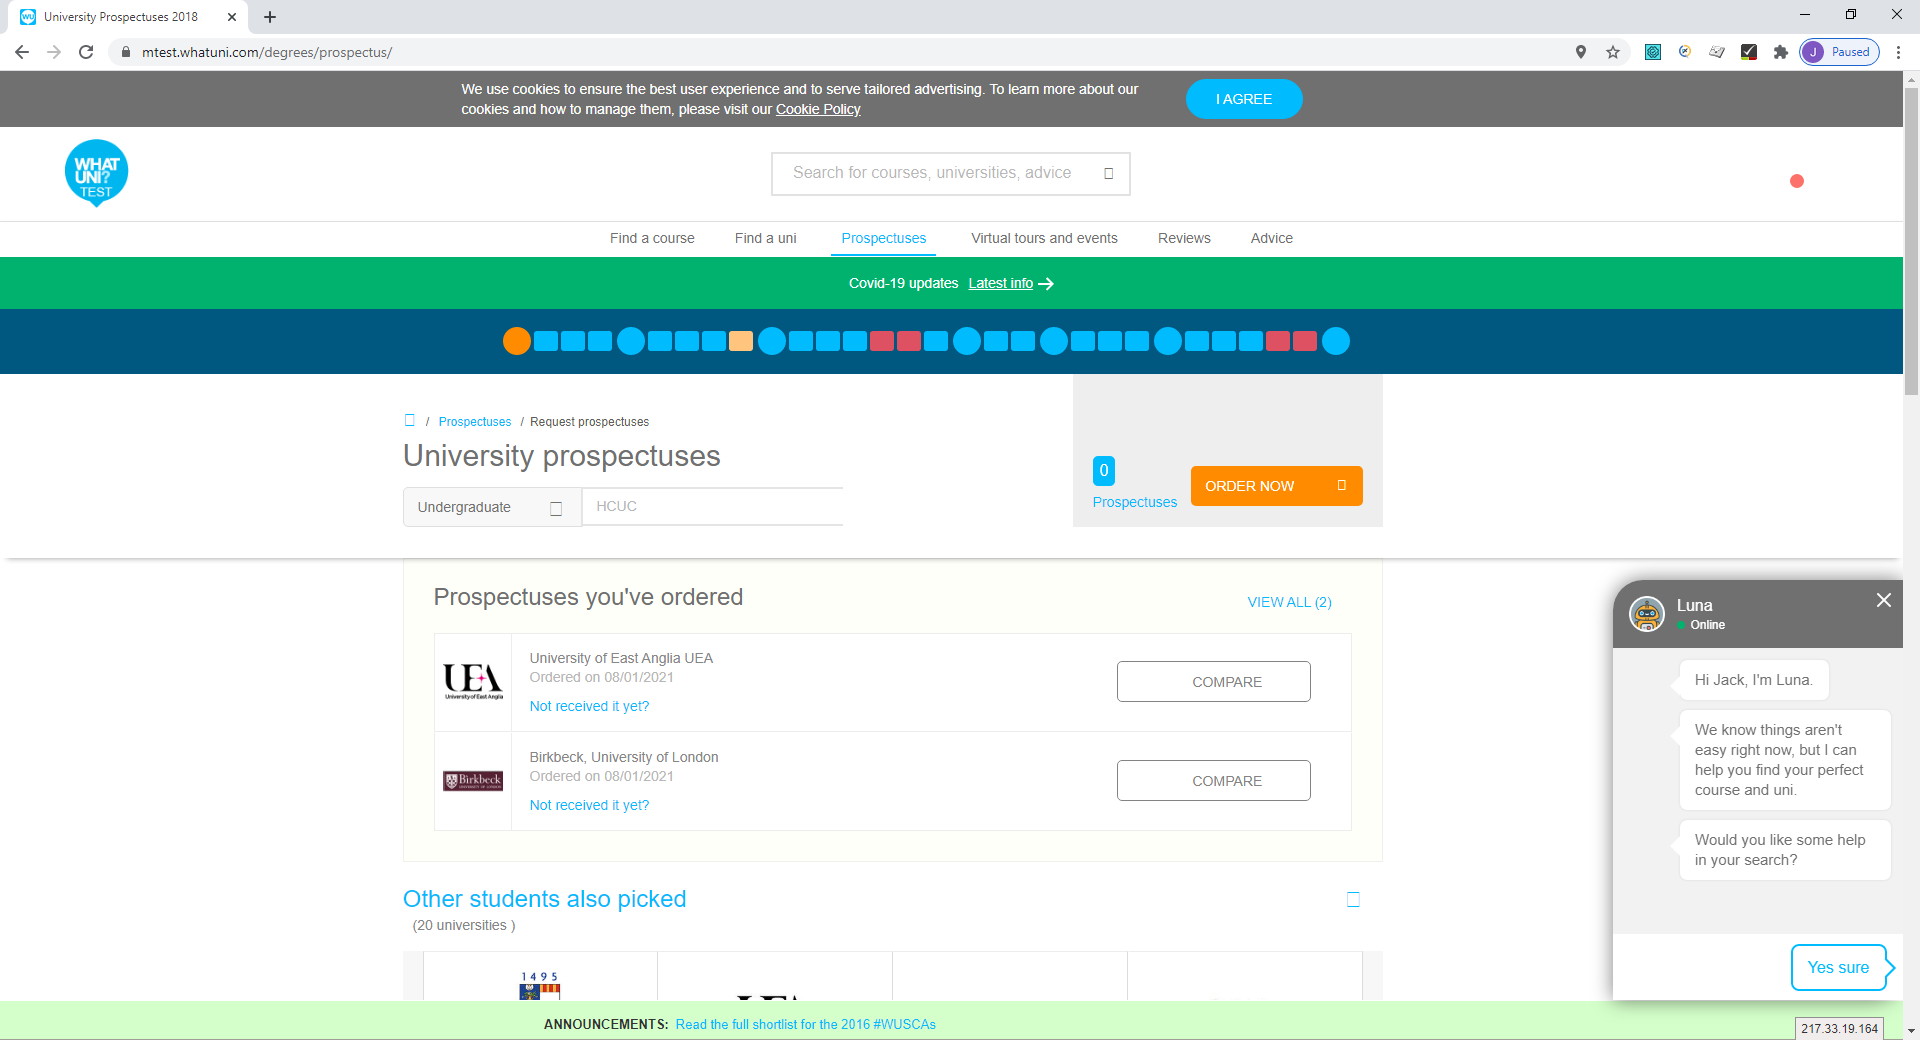 University Prospectuses 2018
mtest.whatuni.com/degrees/prospectus/
J Paused
We use cookies to ensure the best user experience and to serve tailored advertising. To learn more about our
cookies and how to manage them, please visit our Cookie Policy
I AGREE
WHAT
UNI?
TEST
Search for courses, universities, advice
Find a course Find a uni Prospectuses Virtual tours and events Reviews Advice
Covid-19 updates Latest info
/ Prospectuses / Request prospectuses
University prospectuses
Undergraduate HCUC
0
Prospectuses
ORDER NOW
Prospectuses you've ordered
VIEW ALL (2)
UEA
University of East Anglia
University of East Anglia UEA
Ordered on 08/01/2021
Not received it yet?
COMPARE
Birkbeck
UNIVERSITY OF LONDON
Birkbeck, University of London
Ordered on 08/01/2021
Not received it yet?
COMPARE
Other students also picked
(20 universities )
1495
UEA
Luna
Online
Hi Jack, I'm Luna.
We know things aren't
easy right now, but I can
help you find your perfect
course and uni.
Would you like some help
in your search?
Yes sure
ANNOUNCEMENTS: Read the full shortlist for the 2016 #WUSCAs
217.33.19.164